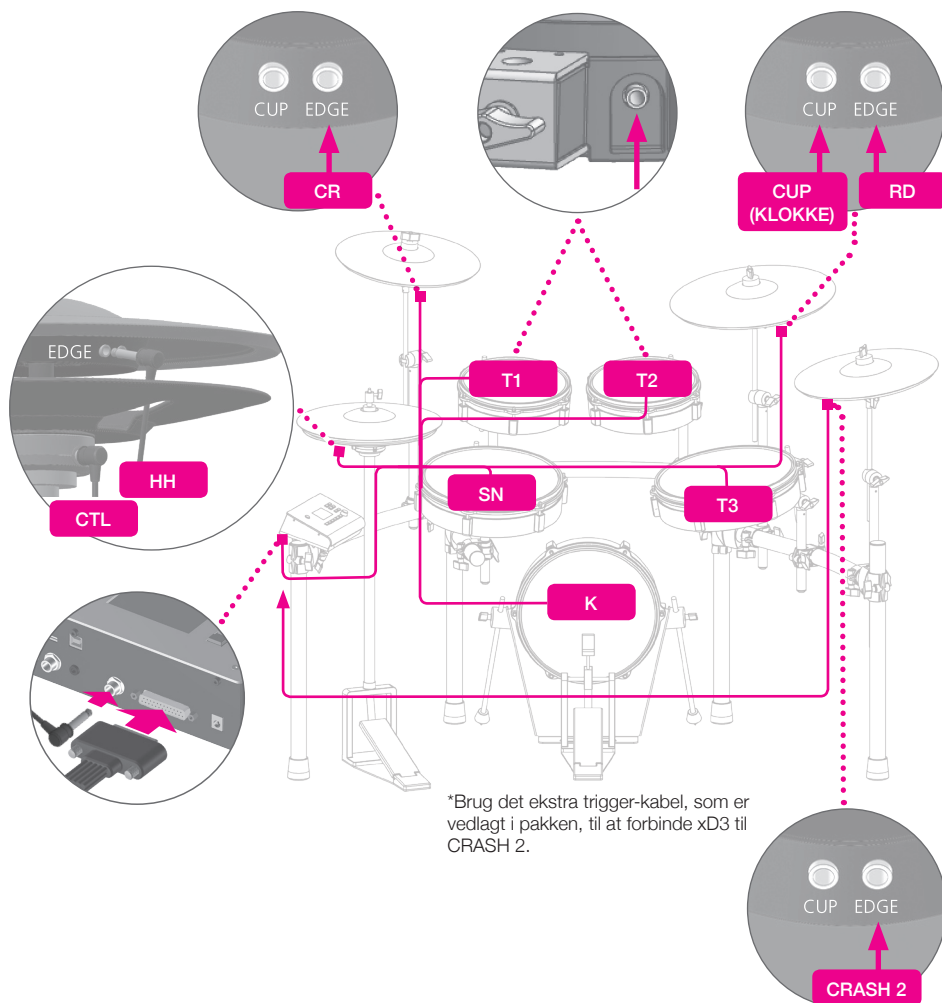 CUP EDGE
CR
CUP EDGE
CUP
(KLOKKE)
RD
EDGE
HH
CTL
T1
T2
SN
T3
K
*Brug det ekstra trigger-kabel, som er
vedlagt i pakken, til at forbinde xD3 til
CRASH 2.
CUP EDGE
CRASH 2